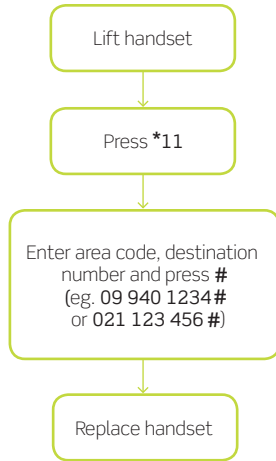 Lift handset
Press *11
Enter area code, destination
number and press #
(eg. 09 940 1234#
or 021 123 456 #)
Replace handset